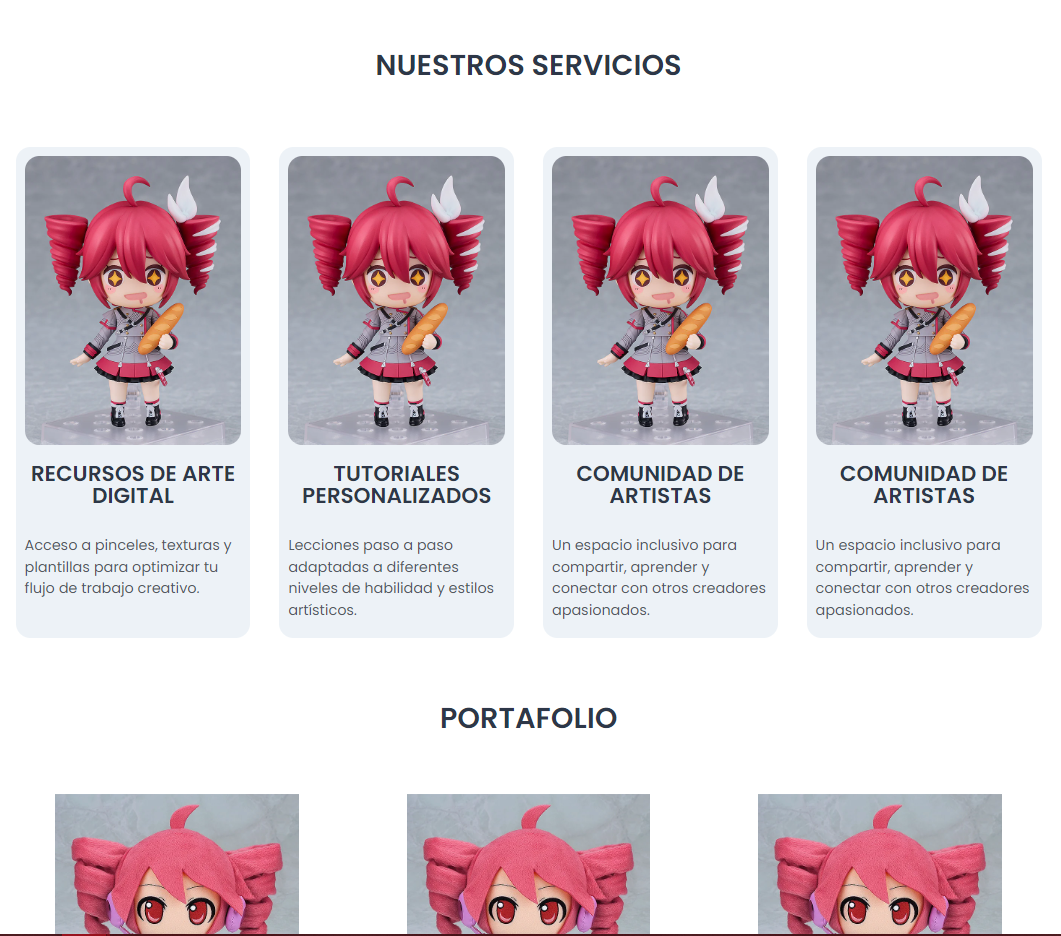 NUESTROS SERVICIOS
RECURSOS DE ARTE
DIGITAL
Acceso a pinceles, texturas y
plantillas para optimizar tu
flujo de trabajo creativo.
TUTORIALES
PERSONALIZADOS
Lecciones paso a paso
adaptadas a diferentes
niveles de habilidad y estilos
artísticos.
COMUNIDAD DE
ARTISTAS
Un espacio inclusivo para
compartir, aprender y
conectar con otros creadores
apasionados.
COMUNIDAD DE
ARTISTAS
Un espacio inclusivo para
compartir, aprender y
conectar con otros creadores
apasionados.
PORTAFOLIO